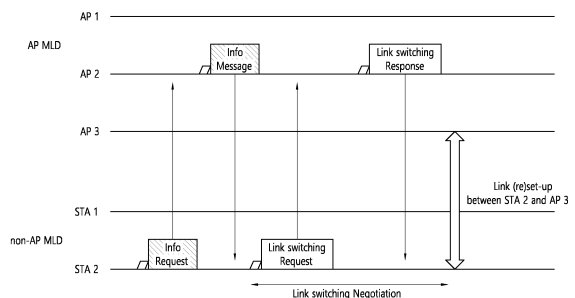 AP 1
AP MLD
Info
Message
Link switching
Response
AP 2
AP 3
Link (re)set-up
between STA 2 and AP 3
STA 1
non-AP MLD
Info
Request
Link switching
Request
STA 2
Link switching Negotiation